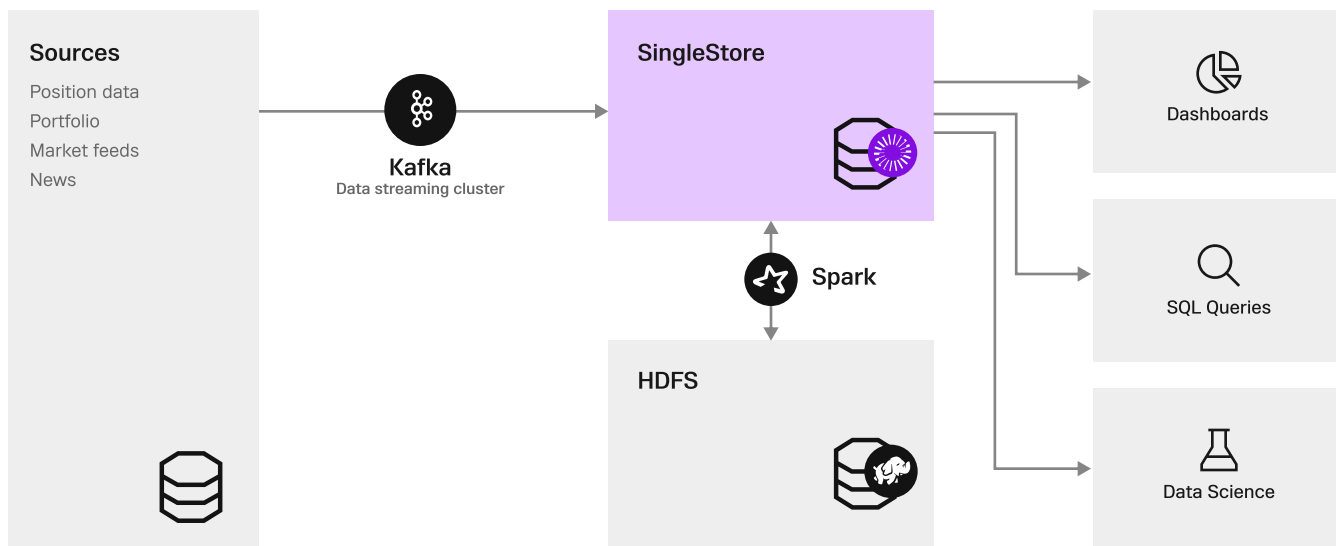 Sources
Position data
Portfolio
Market feeds
News
Kafka
Data streaming cluster
SingleStore
Spark
HDFS
Dashboards
SQL Queries
Data Science